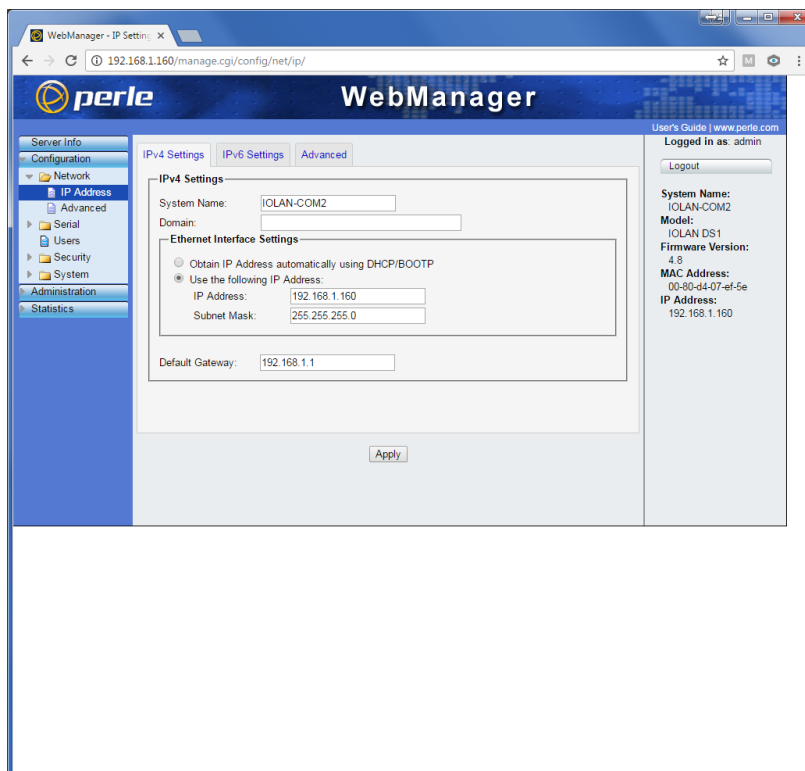 WebManager - IP Setting
192.168.1.160/manage.cgi/config/net/ip/
perle
WebManager
User's Guide | www.perle.com
Server Info
Configuration
Network
IP Address
Advanced
Serial
Users
Security
System
Administration
Statistics
IPv4 Settings
IPv6 Settings
Advanced
IPv4 Settings
System Name: IOLAN-COM2
Domain:
Ethernet Interface Settings
Obtain IP Address automatically using DHCP/BOOTP
Use the following IP Address:
IP Address: 192.168.1.160
Subnet Mask: 255.255.255.0
Default Gateway: 192.168.1.1
Apply
Logged in as: admin
Logout
System Name:
IOLAN-COM2
Model:
IOLAN DS1
Firmware Version:
4.8
MAC Address:
00-80-d4-07-ef-5e
IP Address:
192.168.1.160